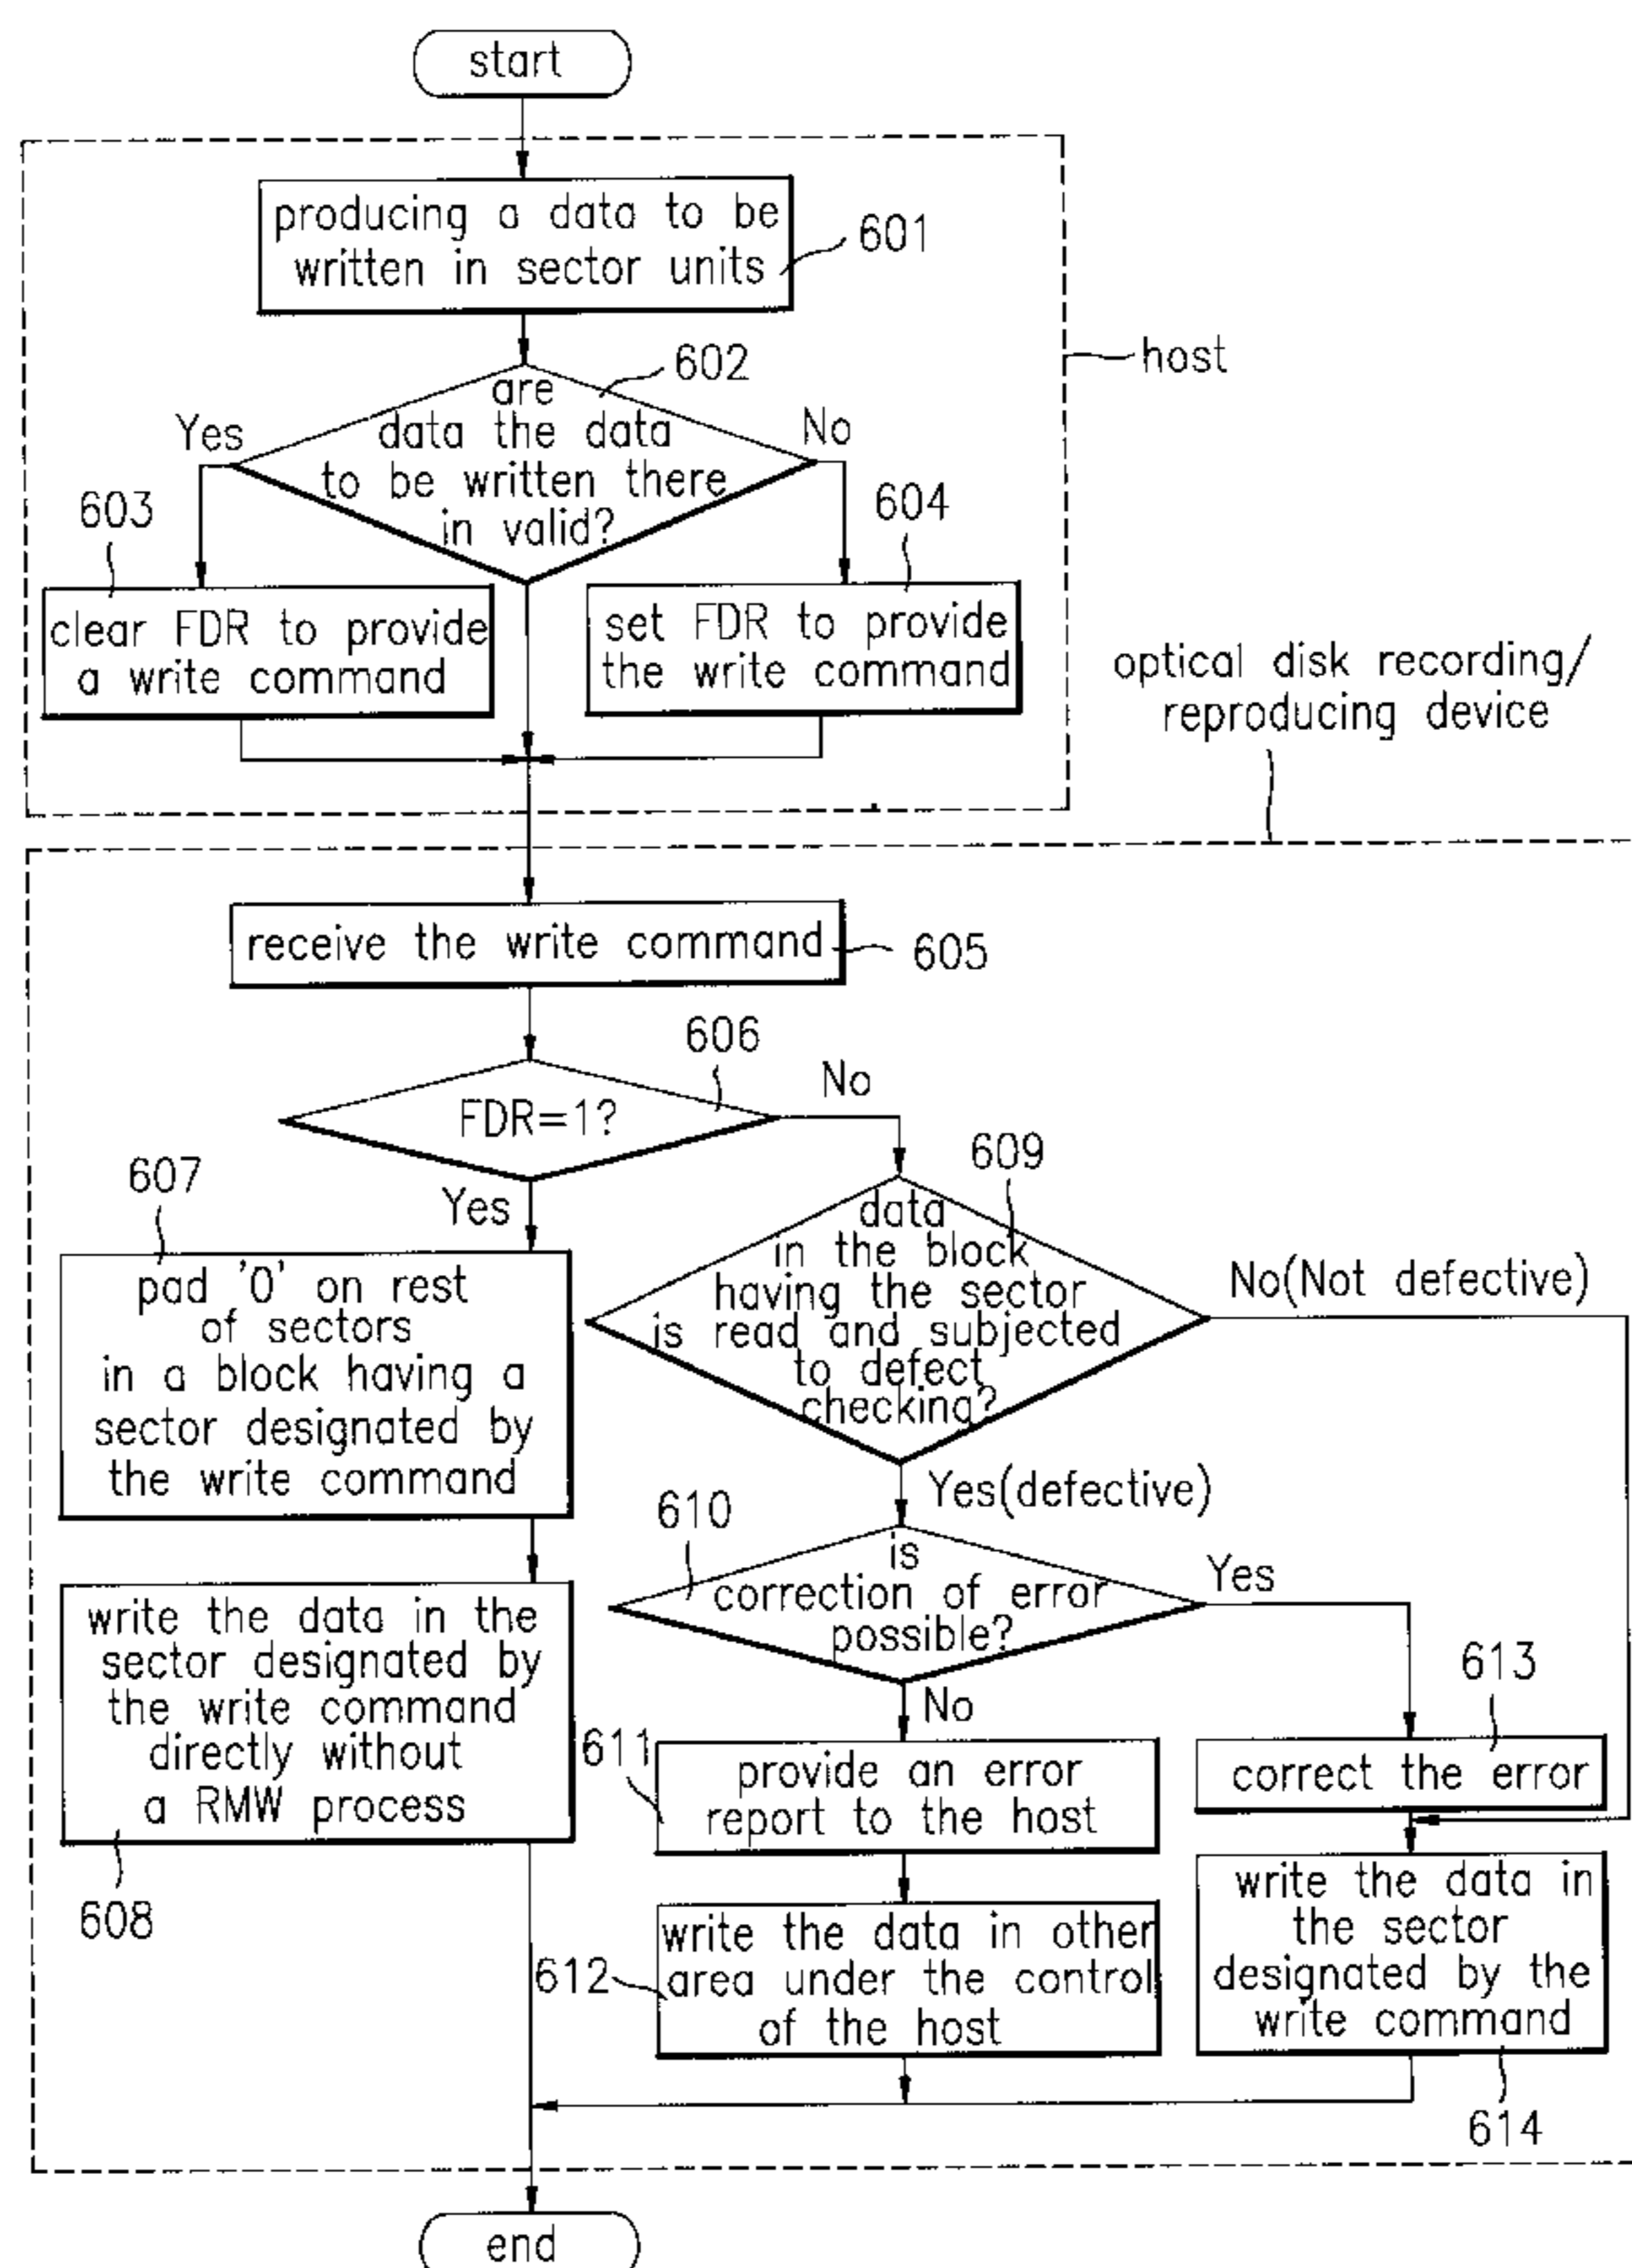 start
producing a data to be
written in sector units
601
602
are
data the data
to be written there
in valid?
Yes
No
host
603
604
clear FDR to provide
a write command
set FDR to provide
the write command
optical disk recording/
reproducing device
receive the write command
605
606
FDR=1?
No
Yes
607
609
pad '0' on rest
of sectors
in a block having a
sector designated by
the write command
data
in the block
having the sector
is read and subjected
to defect
checking?
No(Not defective)
Yes(defective)
610
is
correction of error
possible?
Yes
No
write the data in the
sector designated by
the write command
directly without
a RMW process
608
611
provide an error
report to the host
613
correct the error
612
write the data in other
area under the control
of the host
write the data in
the sector
designated by the
write command
614
end